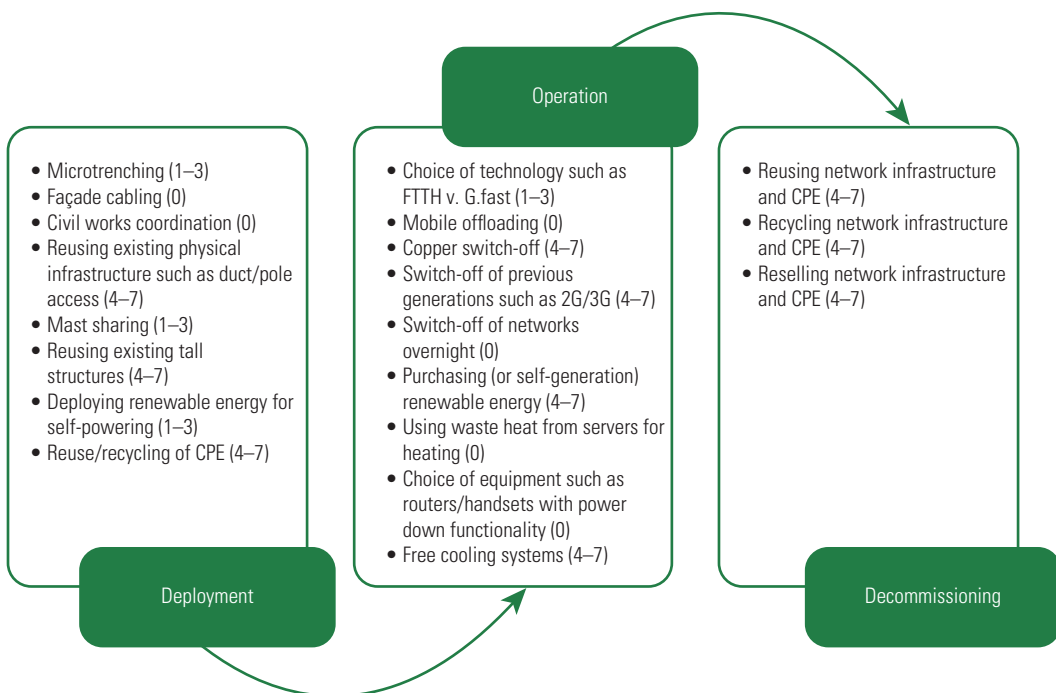 Deployment
• Microtrenching (1–3)
• Façade cabling (0)
• Civil works coordination (0)
• Reusing existing physical
infrastructure such as duct/pole
access (4–7)
• Mast sharing (1–3)
• Reusing existing tall
structures (4–7)
• Deploying renewable energy for
self-powering (1–3)
• Reuse/recycling of CPE (4–7)
Operation
• Choice of technology such as
FTTH v. G.fast (1–3)
• Mobile offloading (0)
• Copper switch-off (4–7)
• Switch-off of previous
generations such as 2G/3G (4–7)
• Switch-off of networks
overnight (0)
• Purchasing (or self-generation)
renewable energy (4–7)
• Using waste heat from servers for
heating (0)
• Choice of equipment such as
routers/handsets with power
down functionality (0)
• Free cooling systems (4–7)
Decommissioning
• Reusing network infrastructure
and CPE (4–7)
• Recycling network infrastructure
and CPE (4–7)
• Reselling network infrastructure
and CPE (4–7)